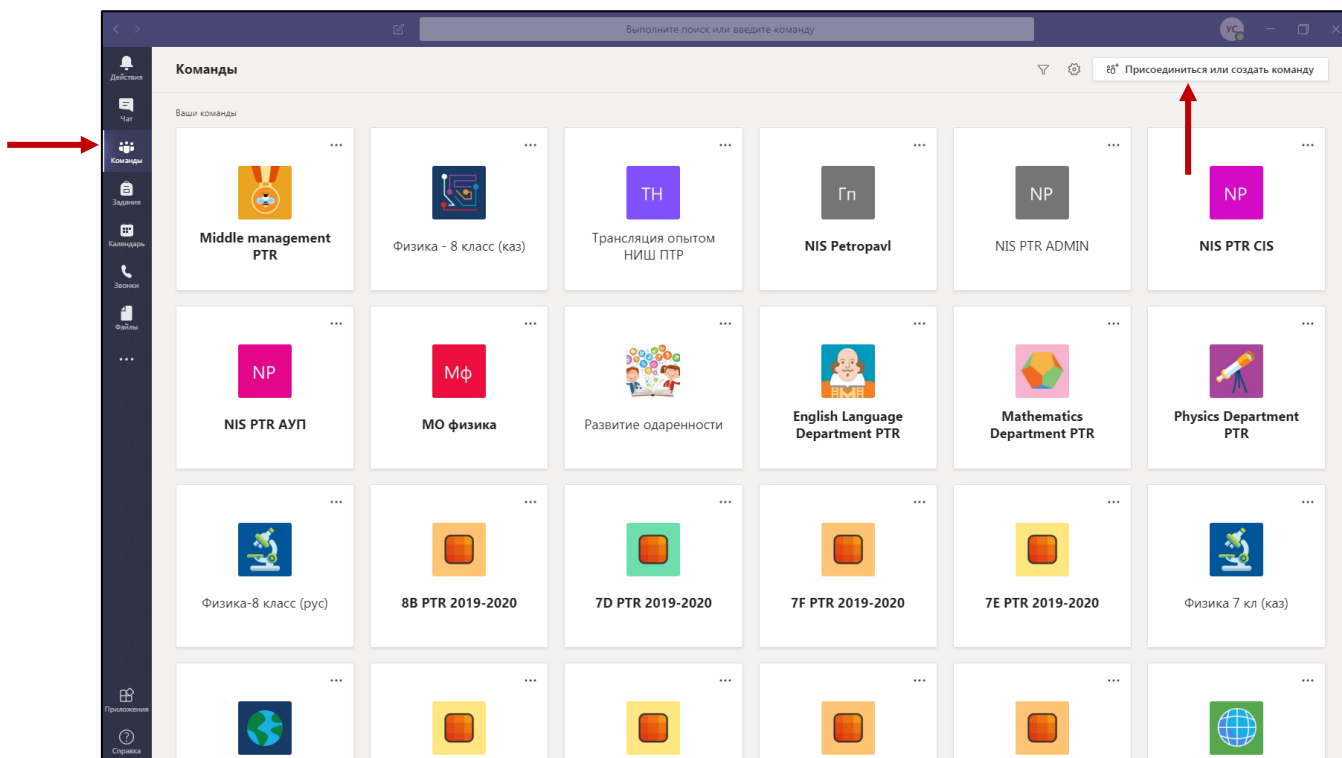 Выполните поиск или введите команду
УС
Действия
Чат
Команды
Задания
Календарь
Звонки
Файлы
Приложения
Справка
Команды
Присоединиться или создать команду
Ваши команды
Middle management
PTR
Физика - 8 класс (каз)
ТН
Трансляция опытом
НИШ ПТР
Гп
NIS Petropavl
NP
NIS PTR ADMIN
NP
NIS PTR CIS
NP
NIS PTR АУП
Мф
МО физика
Развитие одаренности
English Language
Department PTR
Mathematics
Department PTR
Physics Department
PTR
Физика-8 класс (рус)
8B PTR 2019-2020
7D PTR 2019-2020
7F PTR 2019-2020
7E PTR 2019-2020
Физика 7 кл (каз)